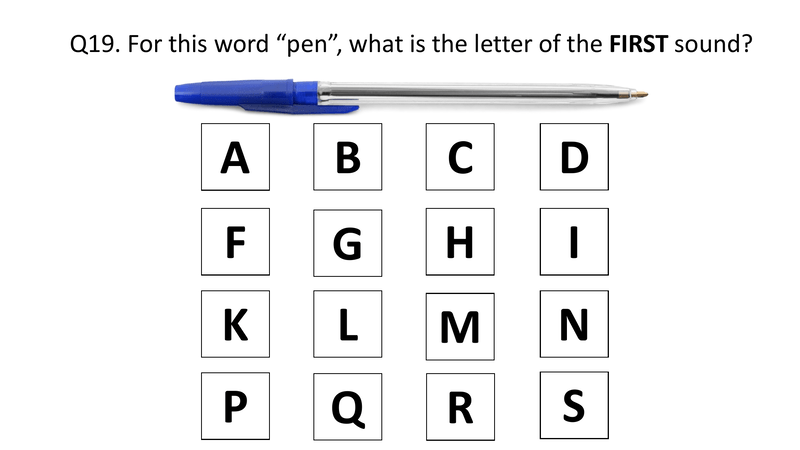 Q19. For this word “pen”, what is the letter of the FIRST sound?
A B C D
F G H I
K L M N
P Q R S